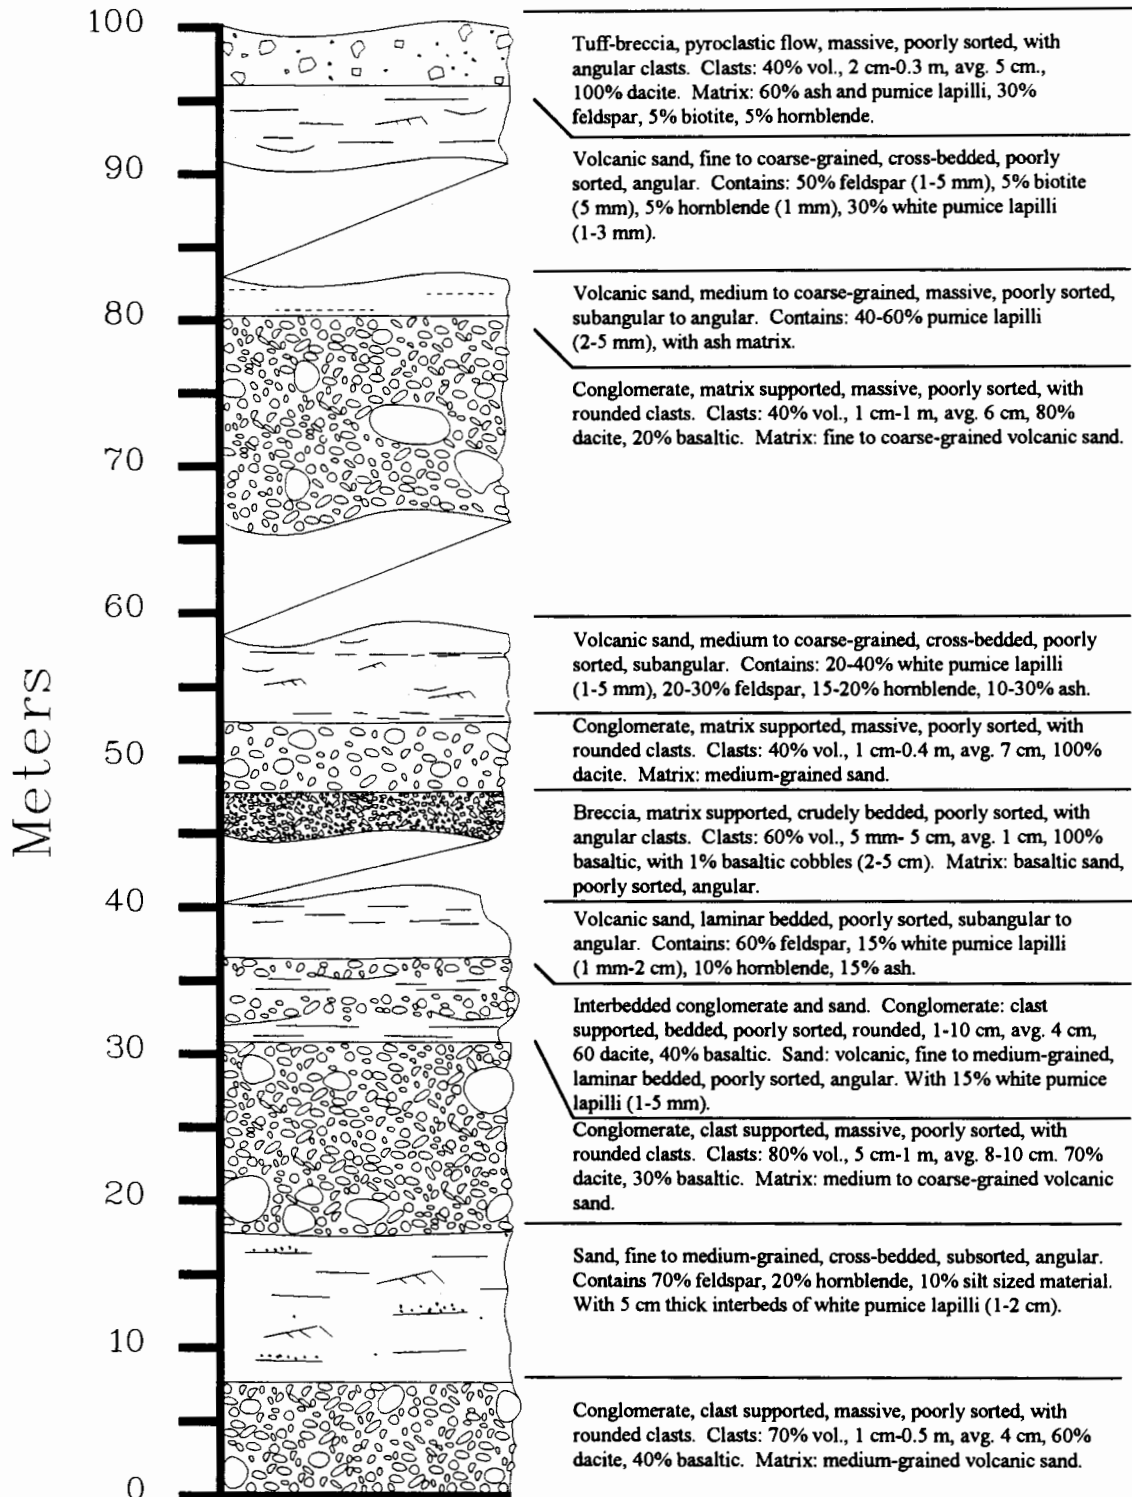 100
90
80
70
60
50
40
30
20
10
0
Meters
Tuff-breccia, pyroclastic flow, massive, poorly sorted, with
angular clasts. Clasts: 40% vol., 2 cm-0.3 m, avg. 5 cm.,
100% dacite. Matrix: 60% ash and pumice lapilli, 30%
feldspar, 5% biotite, 5% hornblende.
Volcanic sand, fine to coarse-grained, cross-bedded, poorly
sorted, angular. Contains: 50% feldspar (1-5 mm), 5% biotite
(5 mm), 5% hornblende (1 mm), 30% white pumice lapilli
(1-3 mm).
Volcanic sand, medium to coarse-grained, massive, poorly sorted,
subangular to angular. Contains: 40-60% pumice lapilli
(2-5 mm), with ash matrix.
Conglomerate, matrix supported, massive, poorly sorted, with
rounded clasts. Clasts: 40% vol., 1 cm-1 m, avg. 6 cm, 80%
dacite, 20% basaltic. Matrix: fine to coarse-grained volcanic sand.
Volcanic sand, medium to coarse-grained, cross-bedded, poorly
sorted, subangular. Contains: 20-40% white pumice lapilli
(1-5 mm), 20-30% feldspar, 15-20% hornblende, 10-30% ash.
Conglomerate, matrix supported, massive, poorly sorted, with
rounded clasts. Clasts: 40% vol., 1 cm-0.4 m, avg. 7 cm, 100%
dacite. Matrix: medium-grained sand.
Breccia, matrix supported, crudely bedded, poorly sorted, with
angular clasts. Clasts: 60% vol., 5 mm- 5 cm, avg. 1 cm, 100%
basaltic, with 1% basaltic cobbles (2-5 cm). Matrix: basaltic sand,
poorly sorted, angular.
Volcanic sand, laminar bedded, poorly sorted, subangular to
angular. Contains: 60% feldspar, 15% white pumice lapilli
(1 mm-2 cm), 10% hornblende, 15% ash.
Interbedded conglomerate and sand. Conglomerate: clast
supported, bedded, poorly sorted, rounded, 1-10 cm, avg. 4 cm,
60 dacite, 40% basaltic. Sand: volcanic, fine to medium-grained,
laminar bedded, poorly sorted, angular. With 15% white pumice
lapilli (1-5 mm).
Conglomerate, clast supported, massive, poorly sorted, with
rounded clasts. Clasts: 80% vol., 5 cm-1 m, avg. 8-10 cm. 70%
dacite, 30% basaltic. Matrix: medium to coarse-grained volcanic
sand.
Sand, fine to medium-grained, cross-bedded, subsorted, angular.
Contains 70% feldspar, 20% hornblende, 10% silt sized material.
With 5 cm thick interbeds of white pumice lapilli (1-2 cm).
Conglomerate, clast supported, massive, poorly sorted, with
rounded clasts. Clasts: 70% vol., 1 cm-0.5 m, avg. 4 cm, 60%
dacite, 40% basaltic. Matrix: medium-grained volcanic sand.